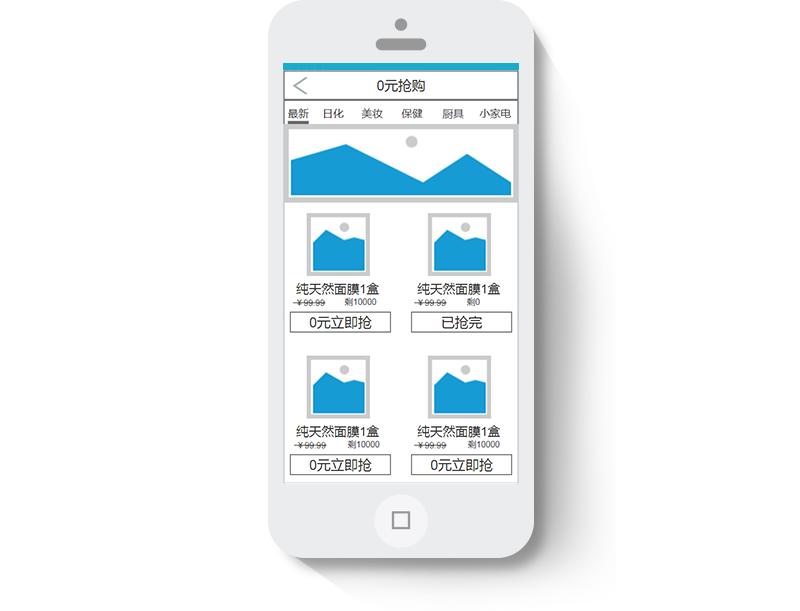 0元抢购
最新 日化 美妆 保健 厨具 小家电
纯天然面膜1盒 纯天然面膜1盒
¥99.99 剩10000 ¥99.99 剩0
0元立即抢 已抢完
纯天然面膜1盒 纯天然面膜1盒
¥99.99 剩10000 ¥99.99 剩10000
0元立即抢 0元立即抢